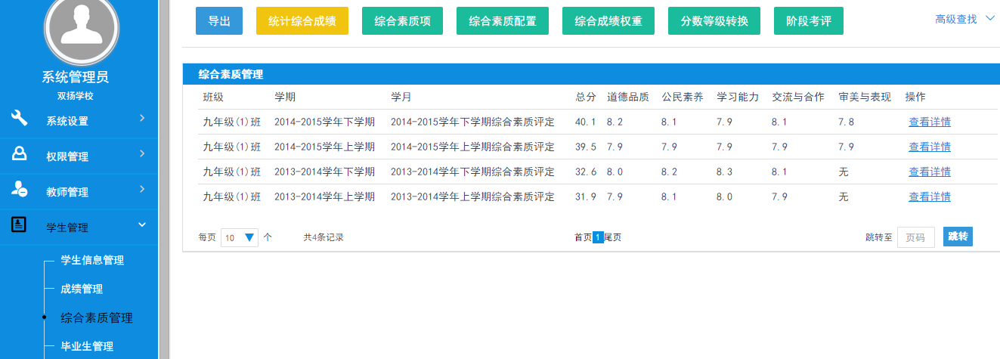 导出 统计综合成绩 综合素质项 综合素质配置 综合成绩权重 分数等级转换 阶段考评 高级查找
系统管理员
双扬学校
系统设置
权限管理
教师管理
学生管理
学生信息管理
成绩管理
综合素质管理
毕业生管理
综合素质管理
班级 学期 学月 总分 道德品质 公民素养 学习能力 交流与合作 审美与表现 操作
九年级(1)班 2014-2015学年下学期 2014-2015学年下学期综合素质评定 40.1 8.2 8.1 7.9 8.1 7.8 查看详情
九年级(1)班 2014-2015学年上学期 2014-2015学年上学期综合素质评定 39.5 7.9 7.9 7.9 7.9 7.9 查看详情
九年级(1)班 2013-2014学年下学期 2013-2014学年下学期综合素质评定 32.6 8.0 8.2 8.3 8.1 无 查看详情
九年级(1)班 2013-2014学年上学期 2013-2014学年上学期综合素质评定 31.9 7.9 8.1 8.0 7.9 无 查看详情
每页 10 个 共4条记录 首页 1 尾页 跳转至 页码 跳转